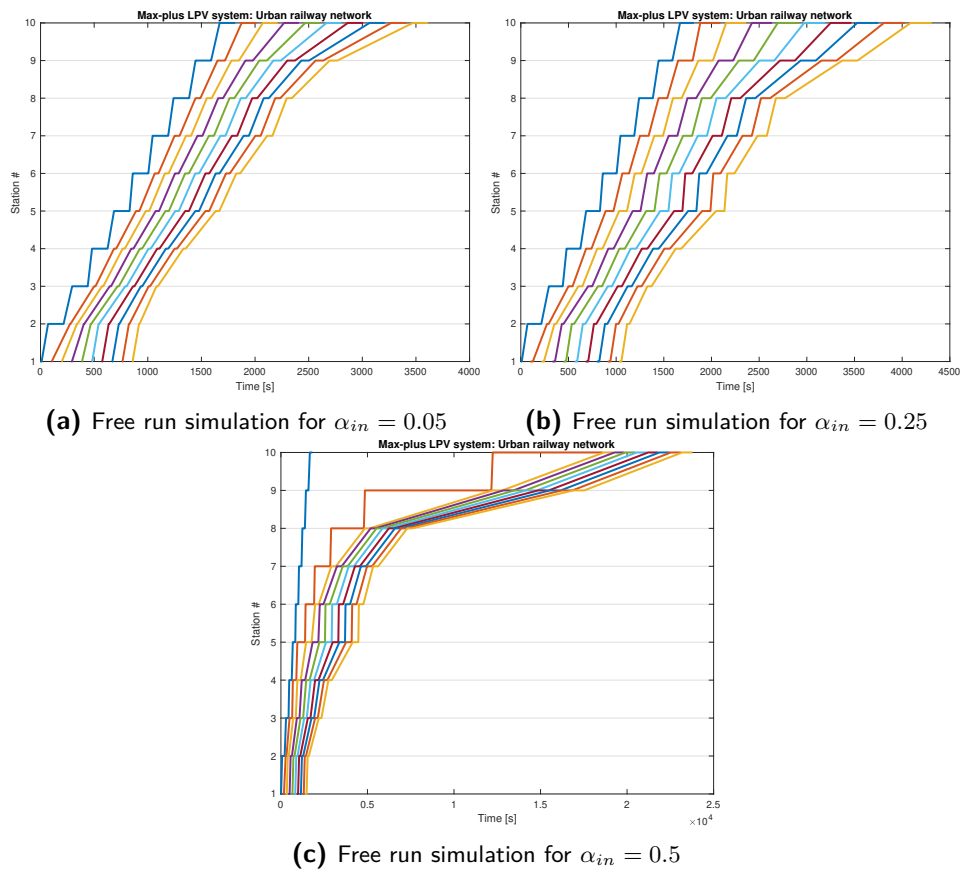 Max-plus LPV system: Urban railway network
10
9
8
7
6
5
4
3
2
1
Station #
0 500 1000 1500 2000 2500 3000 3500 4000
Time [s]
(a) Free run simulation for α_in = 0.05
Max-plus LPV system: Urban railway network
10
9
8
7
6
5
4
3
2
1
Station #
0 500 1000 1500 2000 2500 3000 3500 4000 4500
Time [s]
(b) Free run simulation for α_in = 0.25
Max-plus LPV system: Urban railway network
10
9
8
7
6
5
4
3
2
1
Station #
0 0.5 1 1.5 2 2.5
Time [s]
×10⁴
(c) Free run simulation for α_in = 0.5